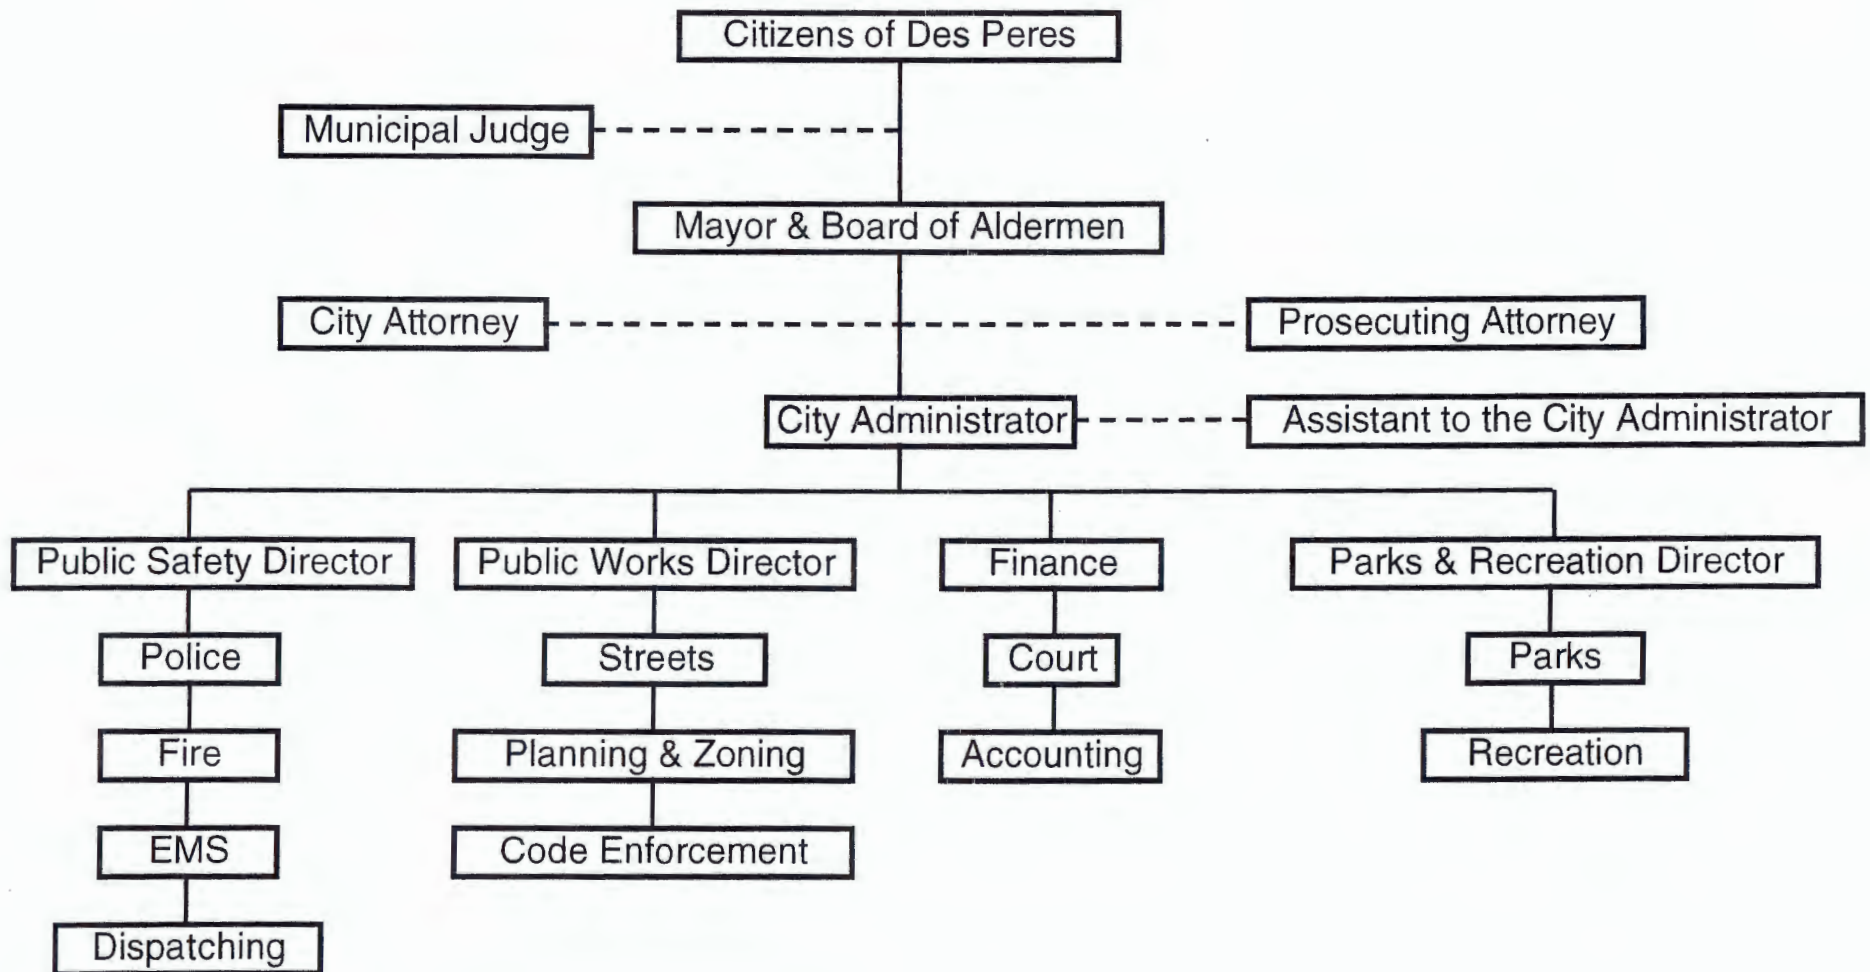 Citizens of Des Peres
Municipal Judge
Mayor & Board of Aldermen
City Attorney
Prosecuting Attorney
City Administrator
Assistant to the City Administrator
Public Safety Director
Public Works Director
Finance
Parks & Recreation Director
Police
Streets
Court
Parks
Fire
Planning & Zoning
Accounting
Recreation
EMS
Code Enforcement
Dispatching